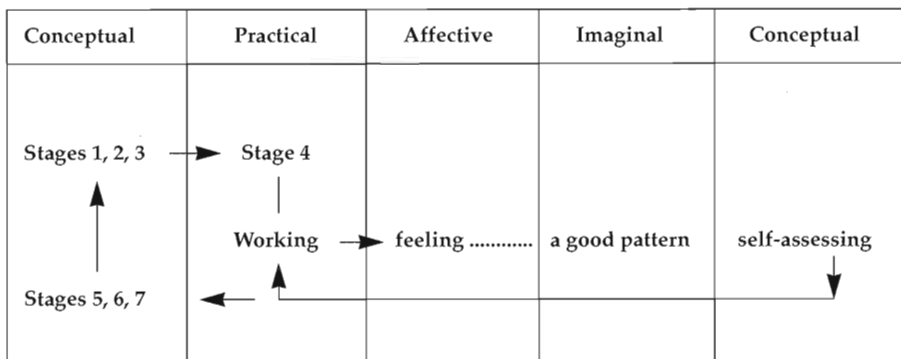 Conceptual Practical Affective Imaginal Conceptual
Stages 1, 2, 3 Stage 4
Working feeling ............ a good pattern self-assessing
Stages 5, 6, 7